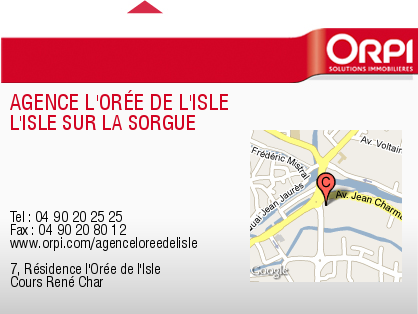 ORPI
SOLUTIONS IMMOBILIÈRES
AGENCE L'ORÉE DE L'ISLE
L'ISLE SUR LA SORGUE
Av. Voltain
Frédéric Mistral
Quai Jean Jaurès
C
Av. Jean Charm
Tel : 04 90 20 25 25
Fax : 04 90 20 80 12
www.orpi.com/agenceloreedelisle
Google
7, Résidence l'Orée de l'Isle
Cours René Char